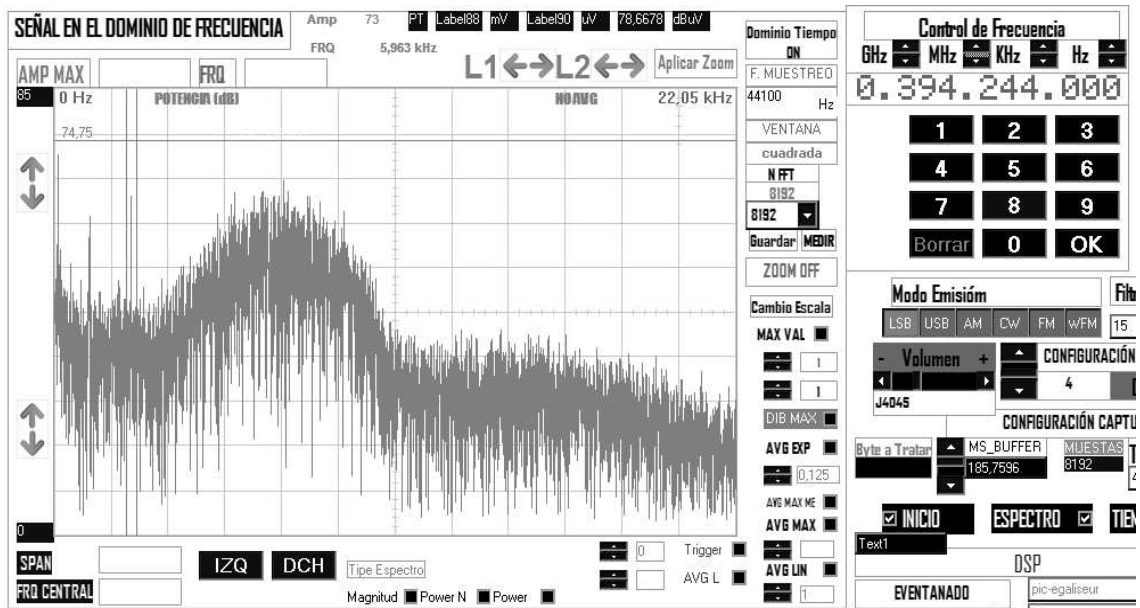 SEÑAL EN EL DOMINIO DE FRECUENCIA
Amp 73 PT Label88 mV Label90 uV 78,6678 dBuV
FRQ 5,963 kHz
L1 L2 Aplicar Zoom
AMP MAX FRQ
85 0 Hz POTENCIA (dB) NO AVG 22,05 kHz
74,75
0
SPAN
FRQ CENTRAL
IZQ DCH
Tipe Espectro
Magnitud Power N Power
0 Trigger
AVG L
Dominio Tiempo
ON
F. MUESTREO
44100 Hz
VENTANA
cuadrada
N FFT
8192
8192
Guardar MEDIR
ZOOM OFF
Cambio Escala
MAX VAL
1
1
DIB MAX
AVG EXP
0,125
AVG MAX ME
AVG MAX
AVG LIN
1
Control de Frecuencia
GHz MHz KHz Hz
0.394.244.000
1 2 3
4 5 6
7 8 9
Borrar 0 OK
Modo Emisióm
LSB USB AM CW FM WFM 15
- Volumen +
J4045
CONFIGURACIÓN
4
CONFIGURACIÓN CAPTU
Byte a Tratar MS_BUFFER MUESTAS
185,7596 8192
INICIO ESPECTRO TIEN
Text1
DSP
EVENTANADO pic-egaliseur